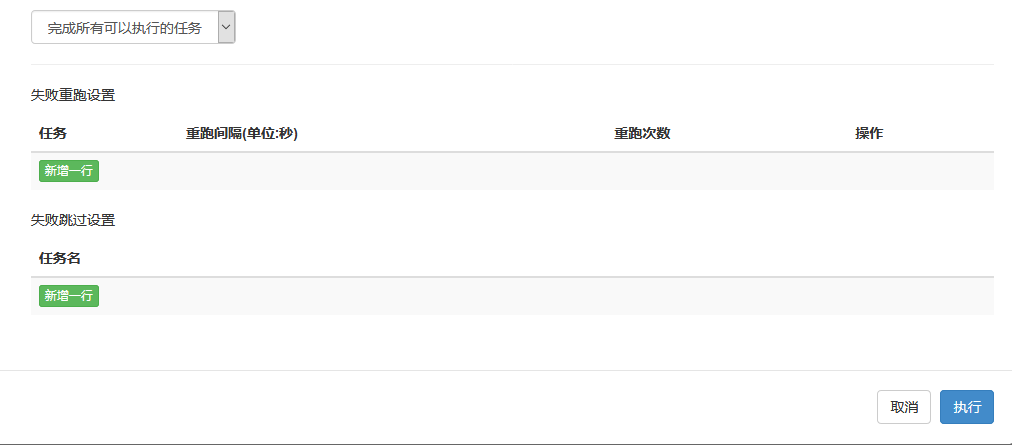 完成所有可以执行的任务
失败重跑设置
任务 重跑间隔(单位:秒) 重跑次数 操作
新增一行
失败跳过设置
任务名
新增一行
取消 执行